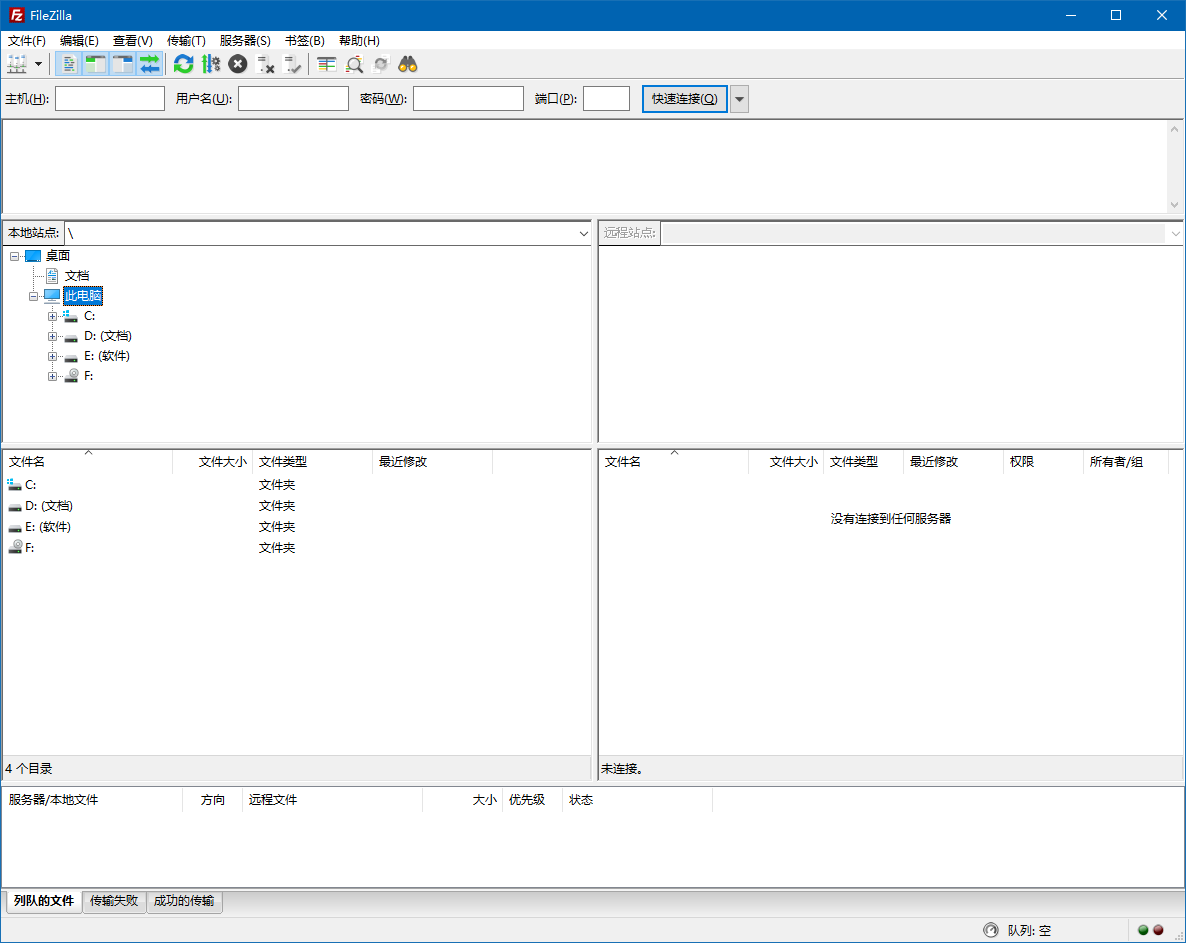 FileZilla
文件(F) 编辑(E) 查看(V) 传输(T) 服务器(S) 书签(B) 帮助(H)
主机(H): 用户名(U): 密码(W): 端口(P): 快速连接(Q)
本地站点: \
远程站点:
桌面
文档
此电脑
C:
D: (文档)
E: (软件)
F:
文件名 文件大小 文件类型 最近修改
C: 文件夹
D: (文档) 文件夹
E: (软件) 文件夹
F: 文件夹
4 个目录
文件名 文件大小 文件类型 最近修改 权限 所有者/组
没有连接到任何服务器
未连接。
服务器/本地文件 方向 远程文件 大小 优先级 状态
列队的文件 传输失败 成功的传输
队列: 空